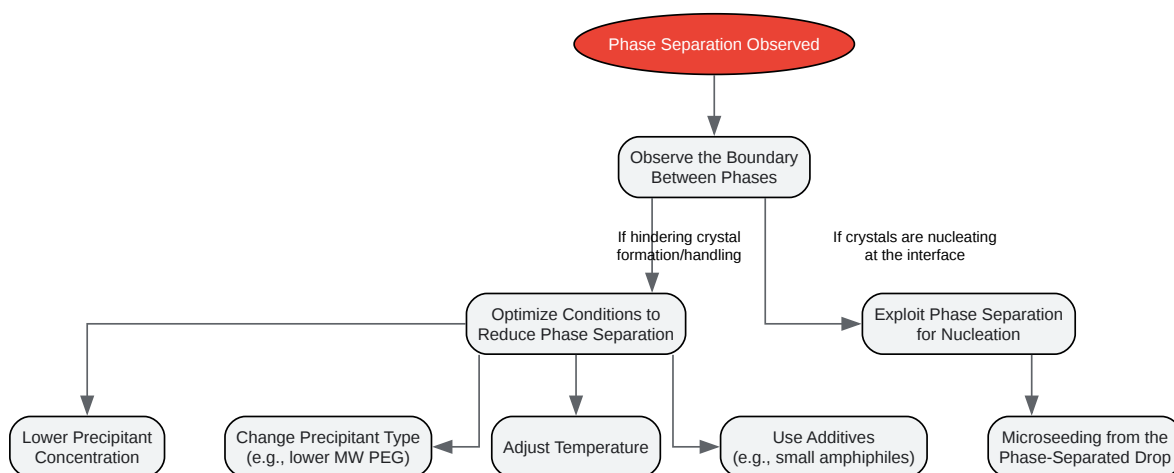 Phase Separation Observed
Observe the Boundary
Between Phases
If hindering crystal
formation/handling
If crystals are nucleating
at the interface
Optimize Conditions to
Reduce Phase Separation
Exploit Phase Separation
for Nucleation
Lower Precipitant
Concentration
Change Precipitant Type
(e.g., lower MW PEG)
Adjust Temperature
Use Additives
(e.g., small amphiphiles)
Microseeding from the
Phase-Separated Drop